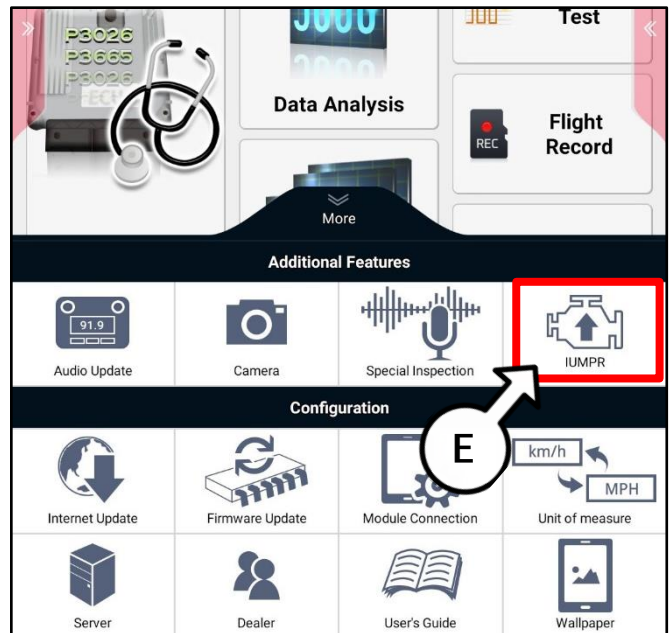 P3026
P3665
P3026
ECM
Data Analysis
Test
REC
Flight
Record
More
Additional Features
91.9
Audio Update
Camera
Special Inspection
IUMPR
Configuration
E
km/h
MPH
Internet Update
Firmware Update
Module Connection
Unit of measure
Server
Dealer
User's Guide
Wallpaper